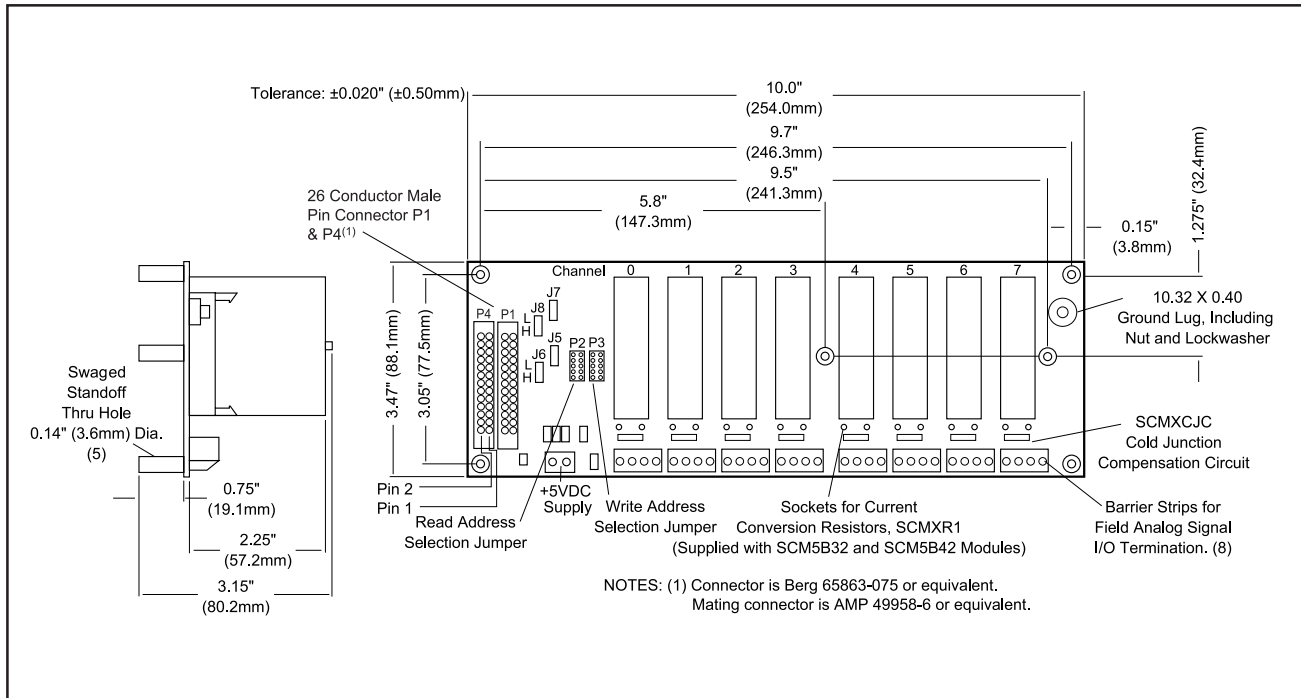 Tolerance: ±0.020" (±0.50mm)
10.0"
(254.0mm)
9.7"
(246.3mm)
9.5"
(241.3mm)
5.8"
(147.3mm)
0.15"
(3.8mm)
1.275" (32.4mm)
26 Conductor Male
Pin Connector P1
& P4(1)
Channel 0 1 2 3 4 5 6 7
J7
J8
L
H
P4 P1
J5
J6
L
H
P2 P3
3.47" (88.1mm)
3.05" (77.5mm)
10.32 X 0.40
Ground Lug, Including
Nut and Lockwasher
Swaged
Standoff
Thru Hole
0.14" (3.6mm) Dia.
(5)
SCMXCJC
Cold Junction
Compensation Circuit
0.75"
(19.1mm)
2.25"
(57.2mm)
3.15"
(80.2mm)
Pin 2
Pin 1
+5VDC
Supply
Read Address
Selection Jumper
Write Address
Selection Jumper
Sockets for Current
Conversion Resistors, SCMXR1
(Supplied with SCM5B32 and SCM5B42 Modules)
Barrier Strips for
Field Analog Signal
I/O Termination. (8)
NOTES: (1) Connector is Berg 65863-075 or equivalent.
Mating connector is AMP 49958-6 or equivalent.